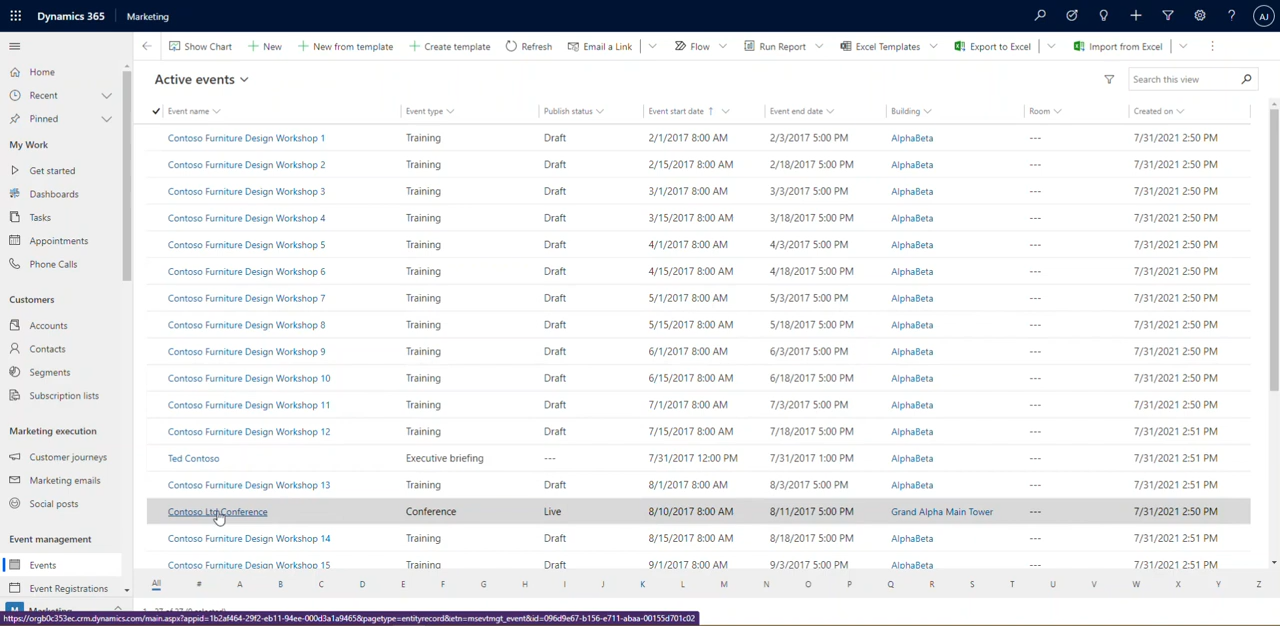 Dynamics 365 Marketing AJ
Show Chart New New from template Create template Refresh Email a Link Flow Run Report Excel Templates Export to Excel Import from Excel
Home
Recent
Pinned
My Work
Get started
Dashboards
Tasks
Appointments
Phone Calls
Customers
Accounts
Contacts
Segments
Subscription lists
Marketing execution
Customer journeys
Marketing emails
Social posts
Event management
Events
Event Registrations
Marketing
Active events Search this view
Event name Event type Publish status Event start date ↑ Event end date Building Room Created on
Contoso Furniture Design Workshop 1 Training Draft 2/1/2017 8:00 AM 2/3/2017 5:00 PM AlphaBeta --- 7/31/2021 2:50 PM
Contoso Furniture Design Workshop 2 Training Draft 2/15/2017 8:00 AM 2/18/2017 5:00 PM AlphaBeta --- 7/31/2021 2:50 PM
Contoso Furniture Design Workshop 3 Training Draft 3/1/2017 8:00 AM 3/3/2017 5:00 PM AlphaBeta --- 7/31/2021 2:50 PM
Contoso Furniture Design Workshop 4 Training Draft 3/15/2017 8:00 AM 3/18/2017 5:00 PM AlphaBeta --- 7/31/2021 2:50 PM
Contoso Furniture Design Workshop 5 Training Draft 4/1/2017 8:00 AM 4/3/2017 5:00 PM AlphaBeta --- 7/31/2021 2:50 PM
Contoso Furniture Design Workshop 6 Training Draft 4/15/2017 8:00 AM 4/18/2017 5:00 PM AlphaBeta --- 7/31/2021 2:50 PM
Contoso Furniture Design Workshop 7 Training Draft 5/1/2017 8:00 AM 5/3/2017 5:00 PM AlphaBeta --- 7/31/2021 2:50 PM
Contoso Furniture Design Workshop 8 Training Draft 5/15/2017 8:00 AM 5/18/2017 5:00 PM AlphaBeta --- 7/31/2021 2:50 PM
Contoso Furniture Design Workshop 9 Training Draft 6/1/2017 8:00 AM 6/3/2017 5:00 PM AlphaBeta --- 7/31/2021 2:50 PM
Contoso Furniture Design Workshop 10 Training Draft 6/15/2017 8:00 AM 6/18/2017 5:00 PM AlphaBeta --- 7/31/2021 2:50 PM
Contoso Furniture Design Workshop 11 Training Draft 7/1/2017 8:00 AM 7/3/2017 5:00 PM AlphaBeta --- 7/31/2021 2:50 PM
Contoso Furniture Design Workshop 12 Training Draft 7/15/2017 8:00 AM 7/18/2017 5:00 PM AlphaBeta --- 7/31/2021 2:51 PM
Ted Contoso Executive briefing --- 7/31/2017 12:00 PM 7/31/2017 1:00 PM AlphaBeta --- 7/31/2021 2:51 PM
Contoso Furniture Design Workshop 13 Training Draft 8/1/2017 8:00 AM 8/3/2017 5:00 PM AlphaBeta --- 7/31/2021 2:51 PM
Contoso Ltd Conference Conference Live 8/10/2017 8:00 AM 8/11/2017 5:00 PM Grand Alpha Main Tower --- 7/31/2021 2:50 PM
Contoso Furniture Design Workshop 14 Training Draft 8/15/2017 8:00 AM 8/18/2017 5:00 PM AlphaBeta --- 7/31/2021 2:51 PM
Contoso Furniture Design Workshop 15 Training Draft 9/1/2017 8:00 AM 9/3/2017 5:00 PM AlphaBeta --- 7/31/2021 2:51 PM
All # A B C D E F G H I J K L M N O P Q R S T U V W X Y Z
https://orgb0c353ec.crm.dynamics.com/main.aspx?appid=1b2af464-29f2-eb11-94ee-000d3a1a9465&pagetype=entityrecord&etn=msevtmgt_event&id=096d9e67-b156-e711-abaa-00155d701c02